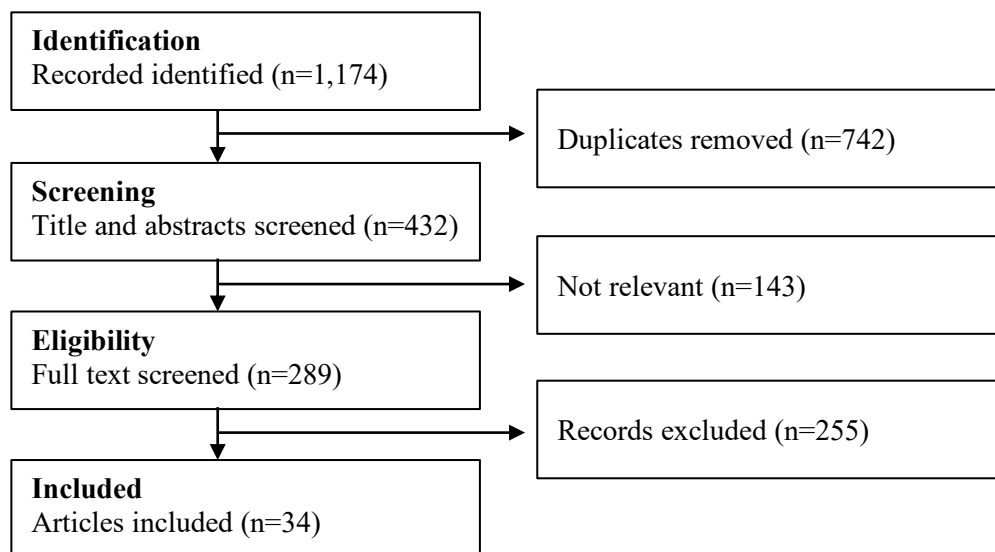 Identification
Recorded identified (n=1,174)
Duplicates removed (n=742)
Screening
Title and abstracts screened (n=432)
Not relevant (n=143)
Eligibility
Full text screened (n=289)
Records excluded (n=255)
Included
Articles included (n=34)